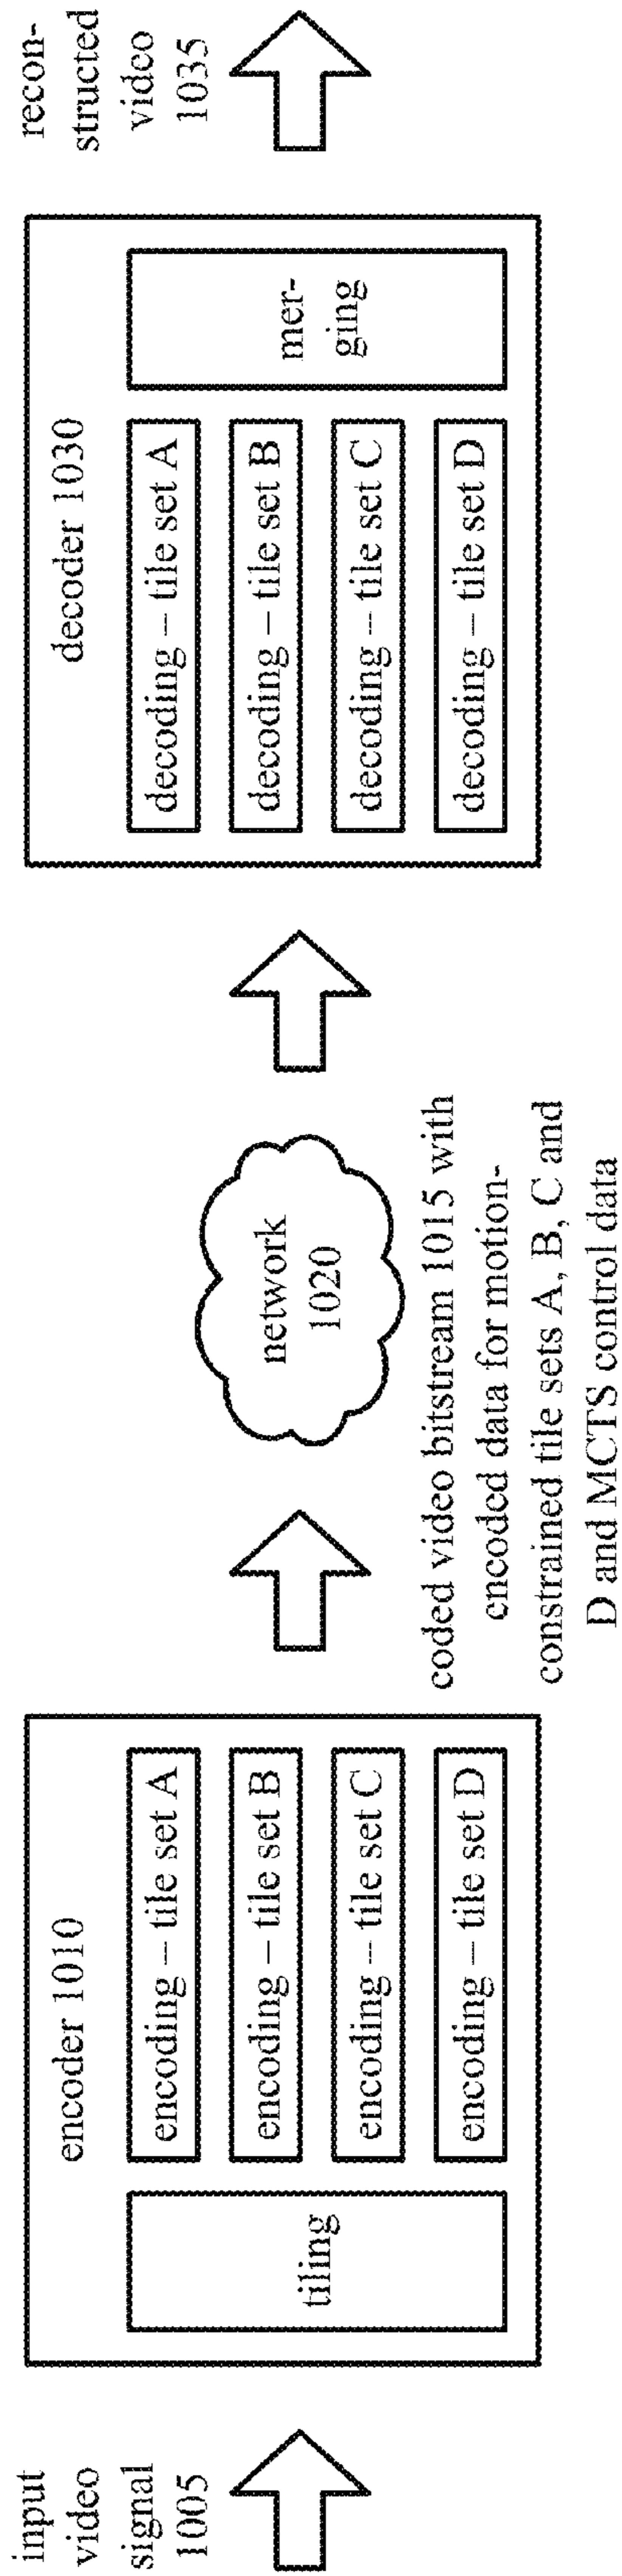 input
video
signal
1005
encoder 1010
tiling
encoding – tile set A
encoding – tile set B
encoding – tile set C
encoding – tile set D
network
1020
coded video bitstream 1015 with
encoded data for motion-
constrained tile sets A, B, C and
D and MCTS control data
decoder 1030
decoding – tile set A
decoding – tile set B
decoding – tile set C
decoding – tile set D
mer-
ging
recon-
structed
video
1035